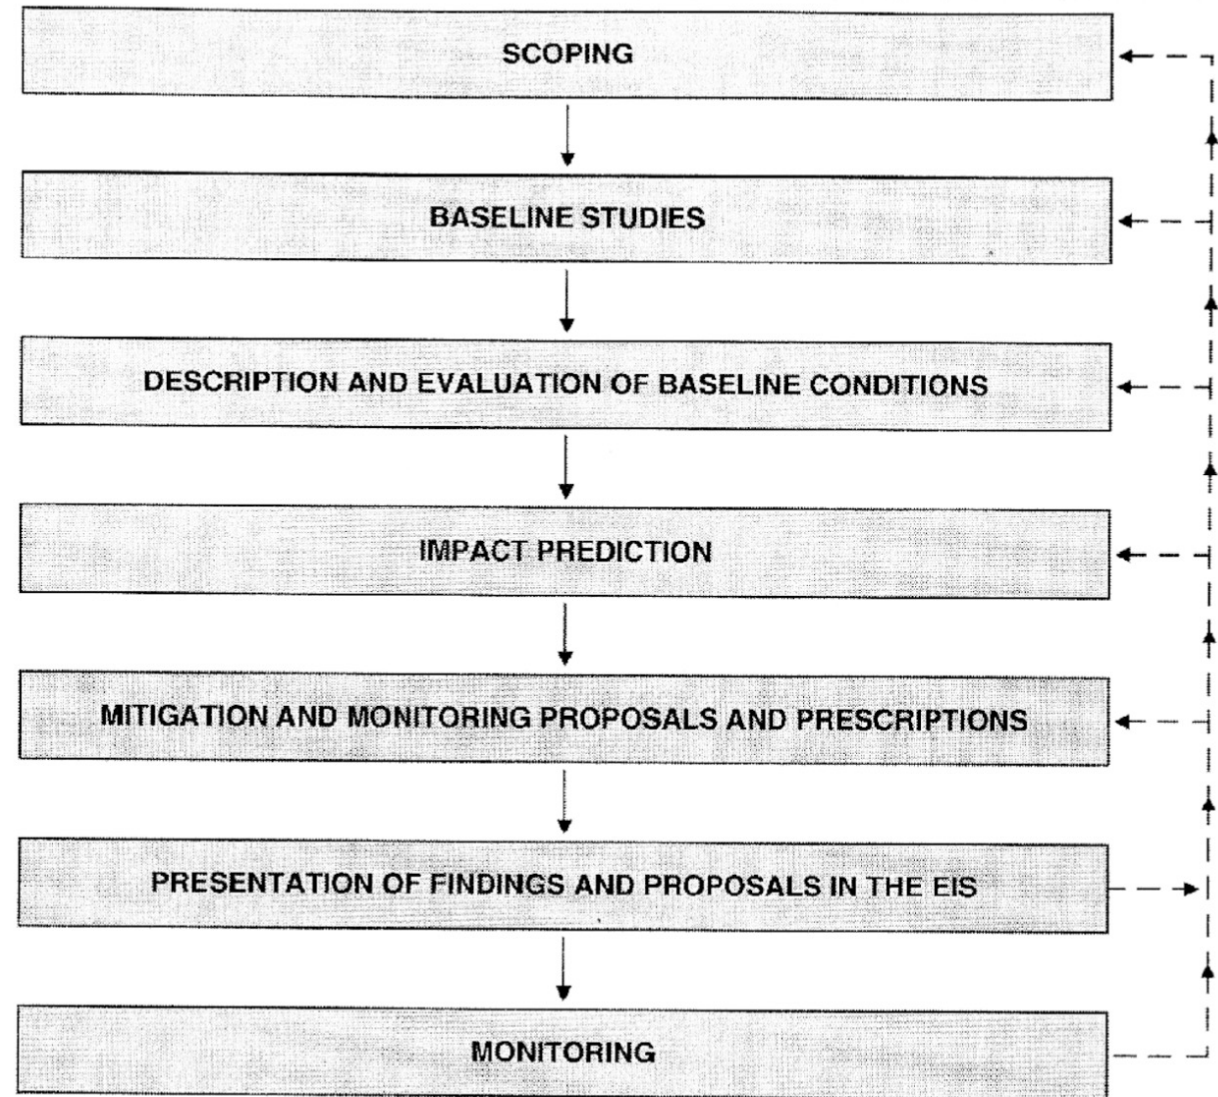 SCOPING
BASELINE STUDIES
DESCRIPTION AND EVALUATION OF BASELINE CONDITIONS
IMPACT PREDICTION
MITIGATION AND MONITORING PROPOSALS AND PRESCRIPTIONS
PRESENTATION OF FINDINGS AND PROPOSALS IN THE EIS
MONITORING